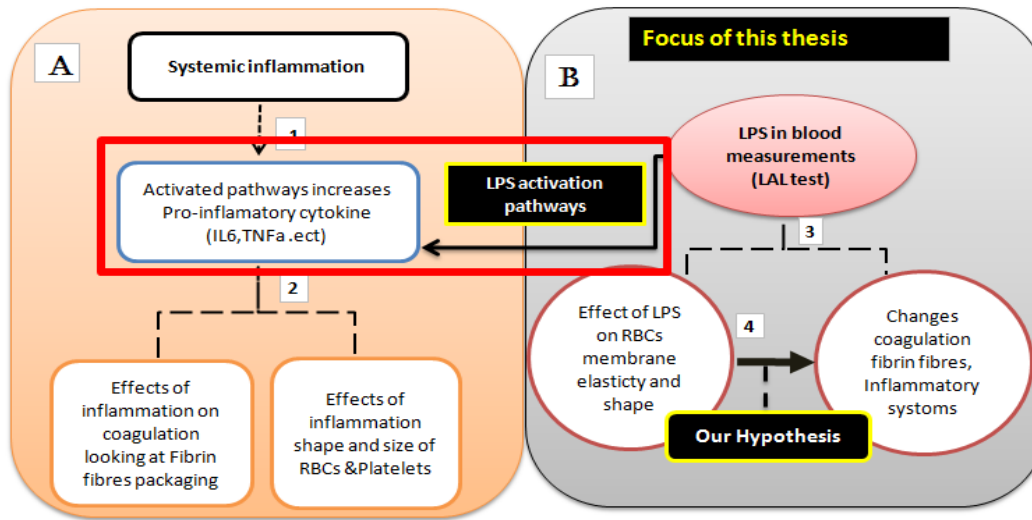 A
Systemic inflammation
1
Activated pathways increases
Pro-inflamatory cytokine
(IL6,TNFa .ect)
2
Effects of
inflammation on
coagulation
looking at Fibrin
fibres packaging
Effects of
inflammation
shape and size of
RBCs &Platelets
LPS activation
pathways
Focus of this thesis
B
LPS in blood
measurements
(LAL test)
3
Effect of LPS
on RBCs
membrane
elasticty and
shape
4
Changes
coagulation
fibrin fibres,
Inflammatory
systoms
Our Hypothesis